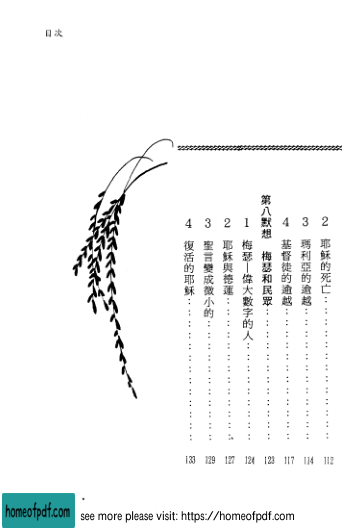 目次
2 耶穌的死亡：：：：：：：：：：：： 112
3 瑪利亞的逾越：：：：：：：：：：： 114
4 基督徒的逾越：：：：：：：：：：： 117
第八默想 梅瑟和民眾：：：：：：：： 123
1 梅瑟—偉大數字的人：：：：：：：： 124
2 耶穌與德蓮：：：：：：：：：：：： 127
3 聖言變成微小的：：：：：：：：：： 129
4 復活的耶穌：：：：：：：：：：：： 133
homeofpdf.com
see more please visit: https://homeofpdf.com